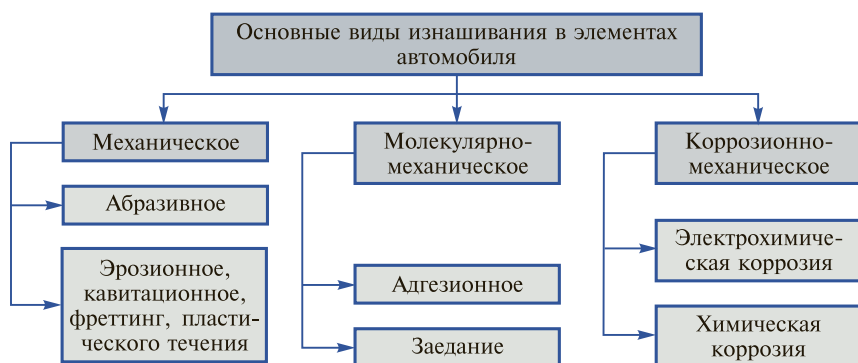 Основные виды изнашивания в элементах
автомобиля
Механическое
Абразивное
Эрозионное,
кавитационное,
фреттинг, пласти-
ческого течения
Молекулярно-
механическое
Адгезионное
Заедание
Коррозионно-
механическое
Электрохимиче-
ская коррозия
Химическая
коррозия